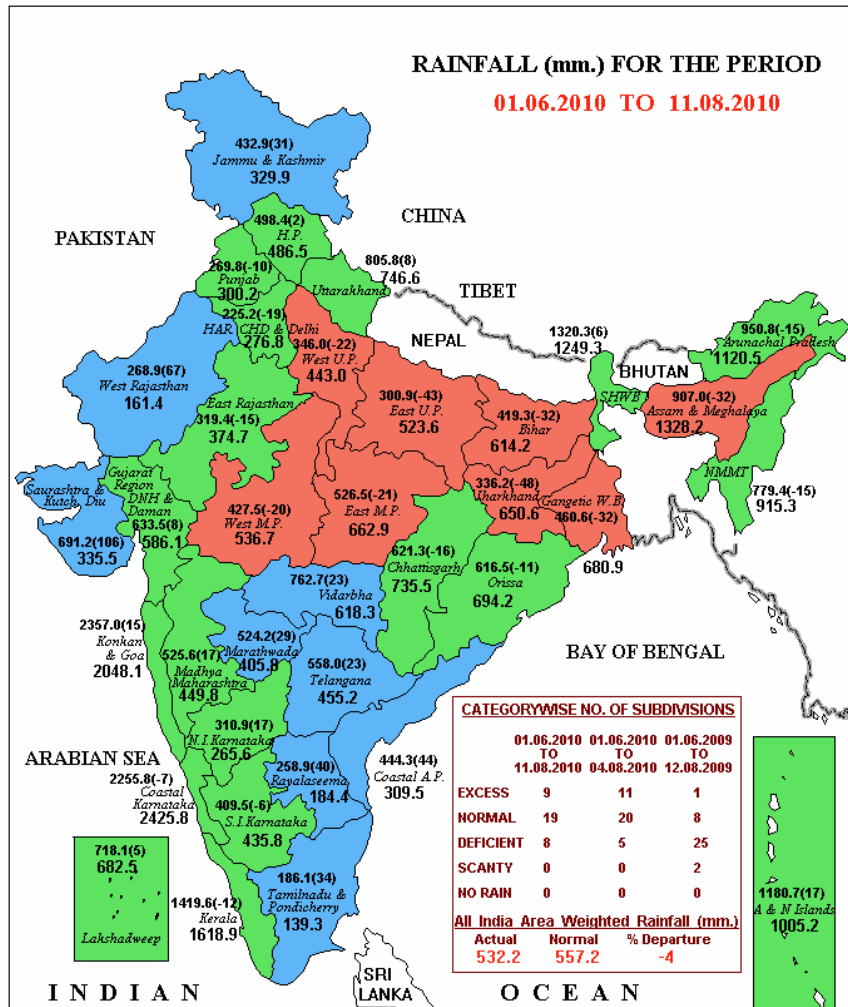 RAINFALL (mm.) FOR THE PERIOD
01.06.2010 TO 11.08.2010
432.9(31)
Jammu & Kashmir
329.9
CHINA
498.4(2)
H.P.
486.5
PAKISTAN
269.8(-10)
Punjab
300.2
805.8(8)
746.6
Uttarakhand
TIBET
225.2(-19)
HAR. CHD & Delhi
276.8
NEPAL
346.0(-22)
West U.P.
443.0
1320.3(6)
1249.3
SHWB
BHUTAN
950.8(-15)
Arunachal Pradesh
1120.5
907.0(-32)
Assam & Meghalaya
1328.2
NMMT
779.4(-15)
915.3
268.9(67)
West Rajasthan
161.4
East Rajasthan
319.4(-15)
374.7
300.9(-43)
East U.P.
523.6
419.3(-32)
Bihar
614.2
Gujarat
Region
DNH &
Daman
633.5(8)
586.1
Saurashtra &
Kutch, Diu
691.2(106)
335.5
427.5(-20)
West M.P.
536.7
526.5(-21)
East M.P.
662.9
336.2(-48)
Jharkhand
650.6
Gangetic W.B.
460.6(-32)
680.9
621.3(-16)
Chhattisgarh
735.5
616.5(-11)
Orissa
694.2
762.7(23)
Vidarbha
618.3
2357.0(15)
Konkan
& Goa
2048.1
524.2(29)
Marathwada
405.8
525.6(17)
Madhya
Maharashtra
449.8
558.0(23)
Telangana
455.2
BAY OF BENGAL
310.9(17)
N.I.Karnataka
265.6
ARABIAN SEA
2255.8(-7)
Coastal
Karnataka
2425.8
258.9(40)
Rayalaseema
184.4
444.3(44)
Coastal A.P.
309.5
409.5(-6)
S.I.Karnataka
435.8
718.1(5)
682.5
Lakshadweep
1419.6(-12)
Kerala
1618.9
186.1(34)
Tamilnadu &
Pondicherry
139.3
CATEGORYWISE NO. OF SUBDIVISIONS
01.06.2010 01.06.2010 01.06.2009
TO TO TO
11.08.2010 04.08.2010 12.08.2009
EXCESS 9 11 1
NORMAL 19 20 8
DEFICIENT 8 5 25
SCANTY 0 0 2
NO RAIN 0 0 0
All India Area Weighted Rainfall (mm.)
Actual Normal % Departure
532.2 557.2 -4
1180.7(17)
A & N Islands
1005.2
SRI
LANKA
INDIAN OCEAN